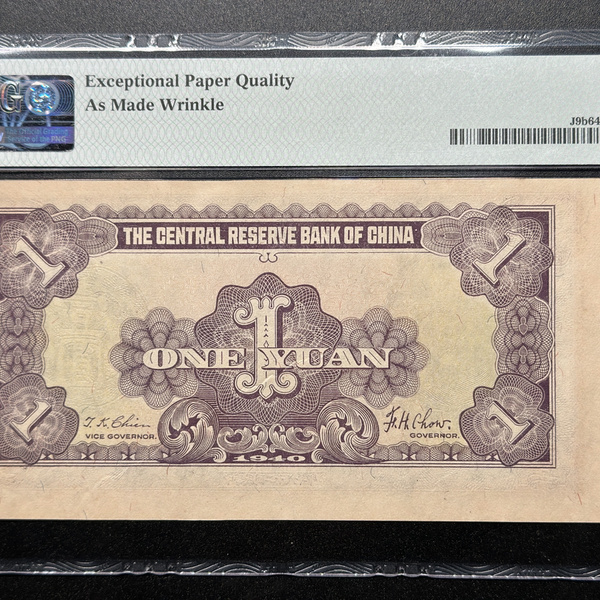 Exceptional Paper Quality
As Made Wrinkle
J9b64
THE CENTRAL RESERVE BANK OF CHINA
1
1
1
ONE YUAN
1
1
T. K. Chien
VICE GOVERNOR.
F. H. Chow.
GOVERNOR.
1940